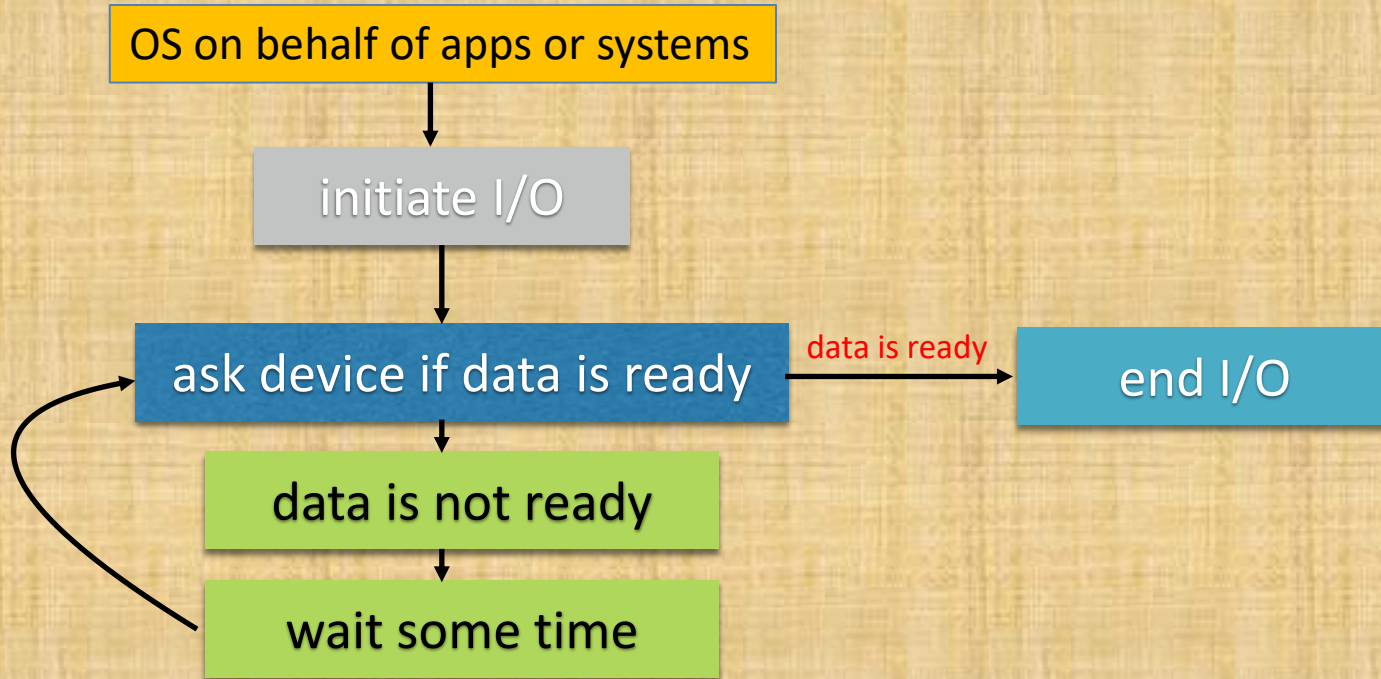 OS on behalf of apps or systems
initiate I/O
ask device if data is ready
data is ready
end I/O
data is not ready
wait some time